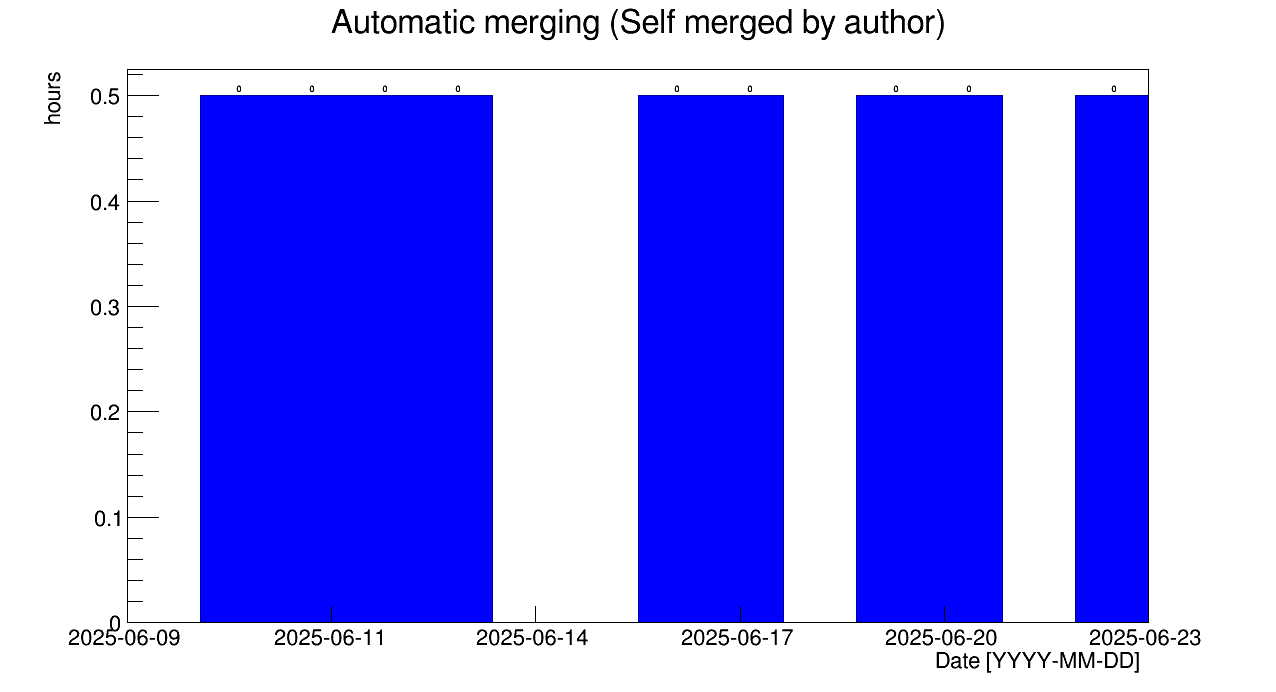 Automatic merging (Self merged by author)
hours
0 0 0 0 0 0 0 0 0
0.5
0.4
0.3
0.2
0.1
0
2025-06-09 2025-06-11 2025-06-14 2025-06-17 2025-06-20 2025-06-23
Date [YYYY-MM-DD]